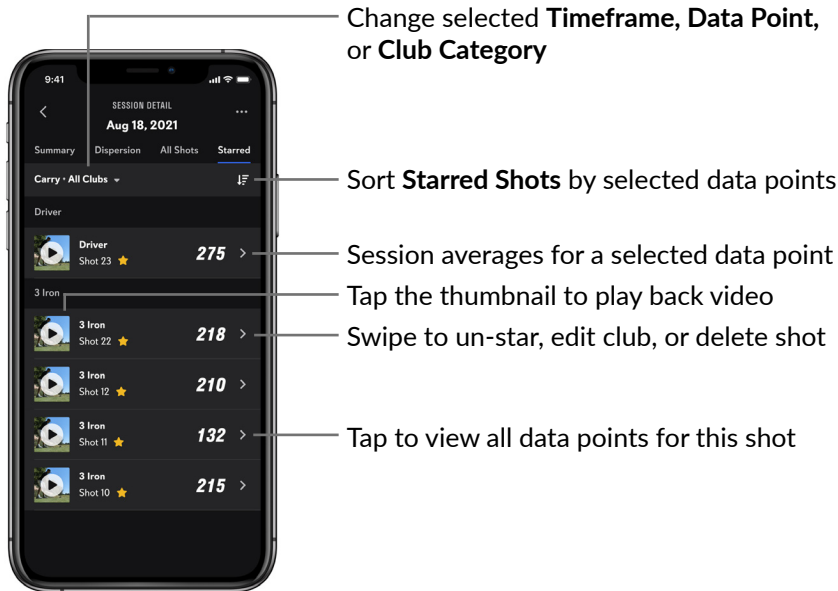 Change selected Timeframe, Data Point,
or Club Category
9:41
SESSION DETAIL
Aug 18, 2021
Summary Dispersion All Shots Starred
Carry • All Clubs
Sort Starred Shots by selected data points
Driver
Driver
Shot 23
275
Session averages for a selected data point
3 Iron
Tap the thumbnail to play back video
3 Iron
Shot 22
218
Swipe to un-star, edit club, or delete shot
3 Iron
Shot 12
210
3 Iron
Shot 11
132
Tap to view all data points for this shot
3 Iron
Shot 10
215